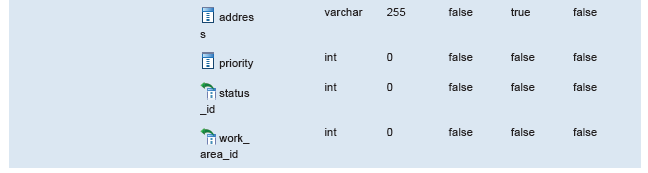 addres varchar 255 false true false
s
priority int 0 false false false
status int 0 false false false
_id
work_ int 0 false false false
area_id